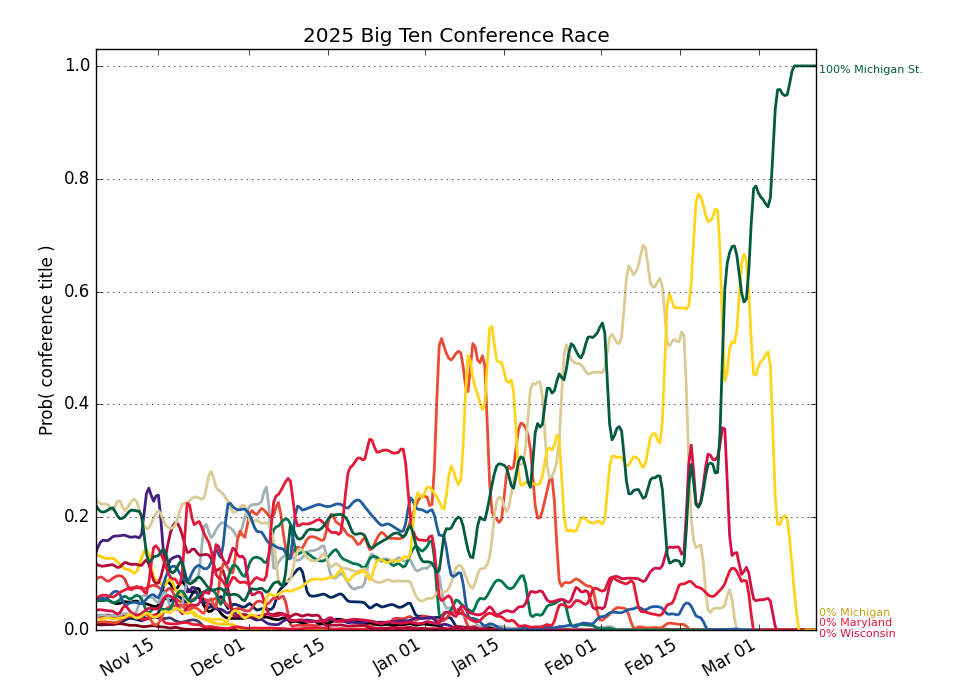 2025 Big Ten Conference Race
1.0
0.8
0.6
0.4
0.2
0.0
Prob( conference title )
Nov 15
Dec 01
Dec 15
Jan 01
Jan 15
Feb 01
Feb 15
Mar 01
100% Michigan St.
0% Michigan
0% Maryland
0% Wisconsin